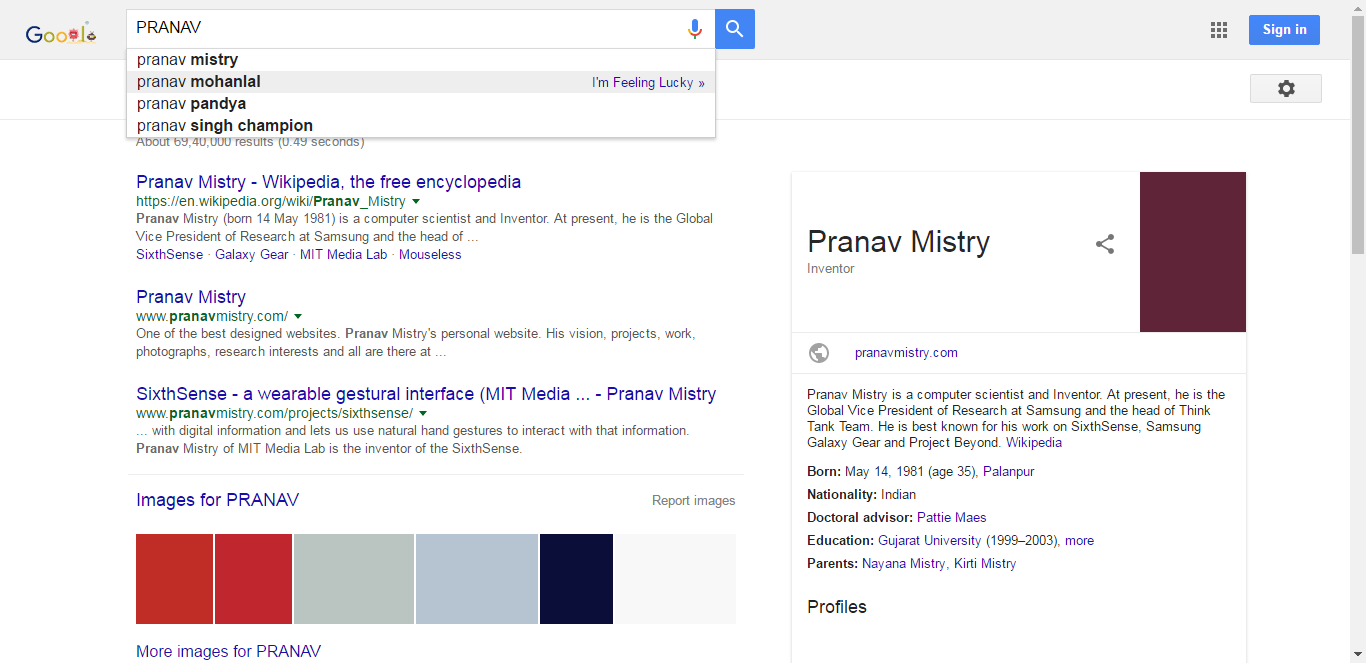 Google
PRANAV
Sign in
pranav mistry
pranav mohanlal
I'm Feeling Lucky »
pranav pandya
pranav singh champion
About 69,40,000 results (0.49 seconds)
Pranav Mistry - Wikipedia, the free encyclopedia
https://en.wikipedia.org/wiki/Pranav_Mistry
Pranav Mistry (born 14 May 1981) is a computer scientist and Inventor. At present, he is the Global
Vice President of Research at Samsung and the head of ...
SixthSense · Galaxy Gear · MIT Media Lab · Mouseless
Pranav Mistry
www.pranavmistry.com/
One of the best designed websites. Pranav Mistry's personal website. His vision, projects, work,
photographs, research interests and all are there at ...
SixthSense - a wearable gestural interface (MIT Media ... - Pranav Mistry
www.pranavmistry.com/projects/sixthsense/
... with digital information and lets us use natural hand gestures to interact with that information.
Pranav Mistry of MIT Media Lab is the inventor of the SixthSense.
Images for PRANAV
Report images
More images for PRANAV
Pranav Mistry
Inventor
pranavmistry.com
Pranav Mistry is a computer scientist and Inventor. At present, he is the
Global Vice President of Research at Samsung and the head of Think
Tank Team. He is best known for his work on SixthSense, Samsung
Galaxy Gear and Project Beyond. Wikipedia
Born: May 14, 1981 (age 35), Palanpur
Nationality: Indian
Doctoral advisor: Pattie Maes
Education: Gujarat University (1999–2003), more
Parents: Nayana Mistry, Kirti Mistry
Profiles